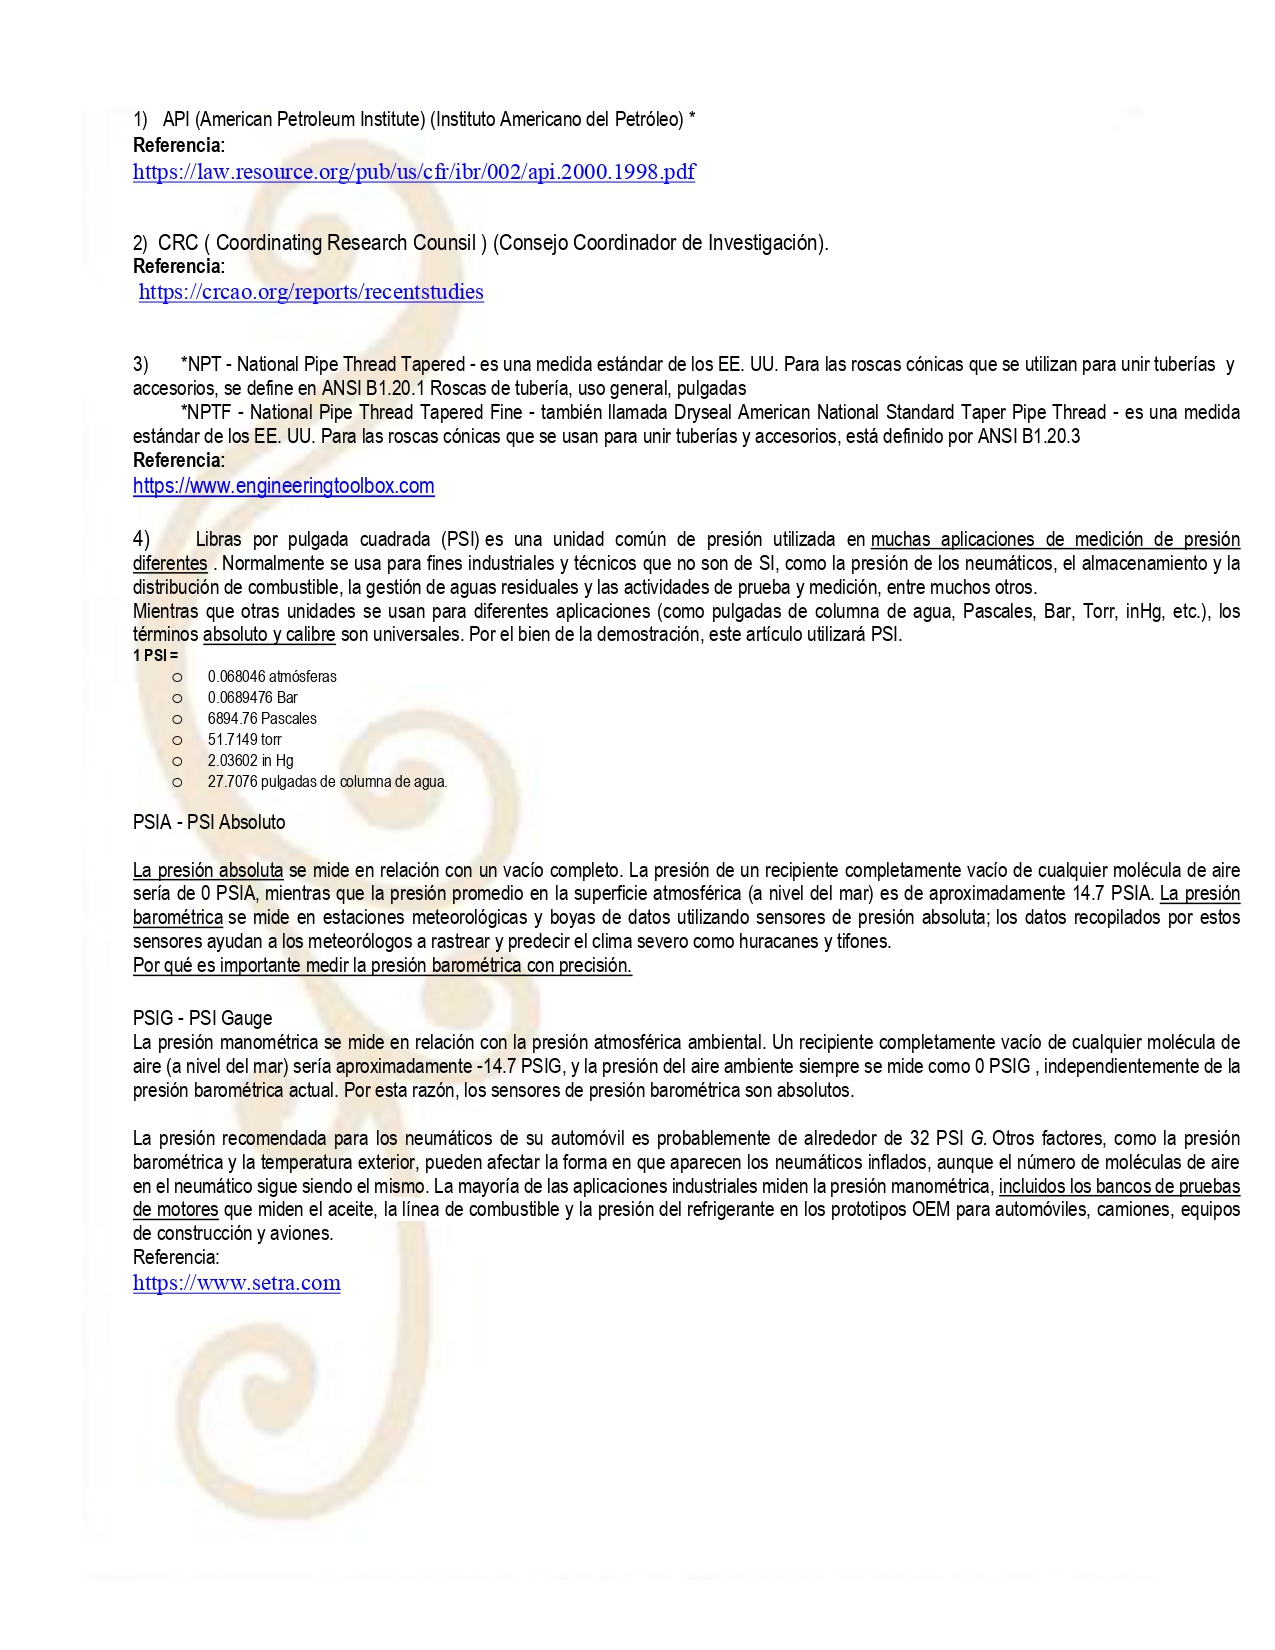 1) API (American Petroleum Institute) (Instituto Americano del Petróleo) *
Referencia:
https://law.resource.org/pub/us/cfr/ibr/002/api.2000.1998.pdf
2) CRC ( Coordinating Research Counsil ) (Consejo Coordinador de Investigación).
Referencia:
https://crcao.org/reports/recentstudies
3) *NPT - National Pipe Thread Tapered - es una medida estándar de los EE. UU. Para las roscas cónicas que se utilizan para unir tuberías y
accesorios, se define en ANSI B1.20.1 Roscas de tubería, uso general, pulgadas
*NPTF - National Pipe Thread Tapered Fine - también llamada Dryseal American National Standard Taper Pipe Thread - es una medida
estándar de los EE. UU. Para las roscas cónicas que se usan para unir tuberías y accesorios, está definido por ANSI B1.20.3
Referencia:
https://www.engineeringtoolbox.com
4) Libras por pulgada cuadrada (PSI) es una unidad común de presión utilizada en muchas aplicaciones de medición de presión
diferentes . Normalmente se usa para fines industriales y técnicos que no son de SI, como la presión de los neumáticos, el almacenamiento y la
distribución de combustible, la gestión de aguas residuales y las actividades de prueba y medición, entre muchos otros.
Mientras que otras unidades se usan para diferentes aplicaciones (como pulgadas de columna de agua, Pascales, Bar, Torr, inHg, etc.), los
términos absoluto y calibre son universales. Por el bien de la demostración, este artículo utilizará PSI.
1 PSI =
o 0.068046 atmósferas
o 0.0689476 Bar
o 6894.76 Pascales
o 51.7149 torr
o 2.03602 in Hg
o 27.7076 pulgadas de columna de agua.
PSIA - PSI Absoluto
La presión absoluta se mide en relación con un vacío completo. La presión de un recipiente completamente vacío de cualquier molécula de aire
sería de 0 PSIA, mientras que la presión promedio en la superficie atmosférica (a nivel del mar) es de aproximadamente 14.7 PSIA. La presión
barométrica se mide en estaciones meteorológicas y boyas de datos utilizando sensores de presión absoluta; los datos recopilados por estos
sensores ayudan a los meteorólogos a rastrear y predecir el clima severo como huracanes y tifones.
Por qué es importante medir la presión barométrica con precisión.
PSIG - PSI Gauge
La presión manométrica se mide en relación con la presión atmosférica ambiental. Un recipiente completamente vacío de cualquier molécula de
aire (a nivel del mar) sería aproximadamente -14.7 PSIG, y la presión del aire ambiente siempre se mide como 0 PSIG , independientemente de la
presión barométrica actual. Por esta razón, los sensores de presión barométrica son absolutos.
La presión recomendada para los neumáticos de su automóvil es probablemente de alrededor de 32 PSI G. Otros factores, como la presión
barométrica y la temperatura exterior, pueden afectar la forma en que aparecen los neumáticos inflados, aunque el número de moléculas de aire
en el neumático sigue siendo el mismo. La mayoría de las aplicaciones industriales miden la presión manométrica, incluidos los bancos de pruebas
de motores que miden el aceite, la línea de combustible y la presión del refrigerante en los prototipos OEM para automóviles, camiones, equipos
de construcción y aviones.
Referencia:
https://www.setra.com